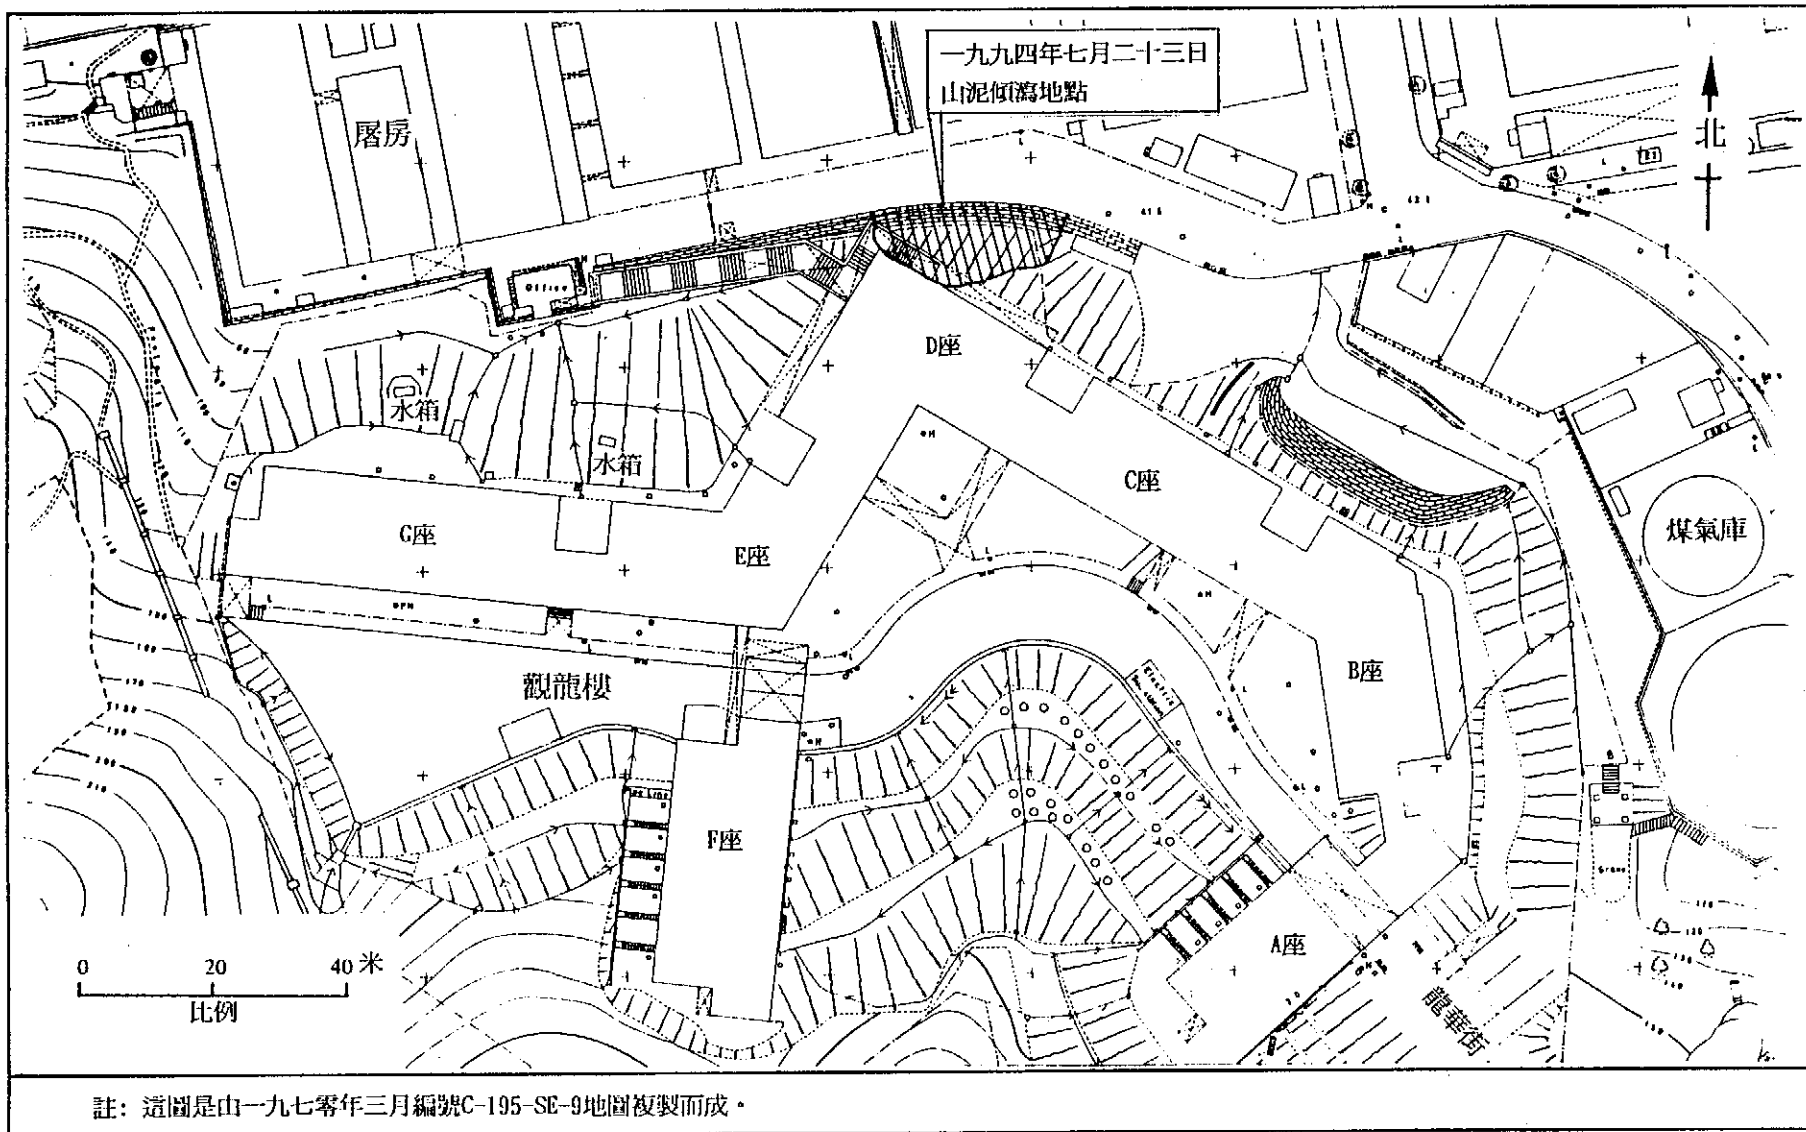 一九九四年七月二十三日
山泥傾瀉地點
北
屠房
Office
水箱
水箱
D座
C座
G座
E座
B座
煤氣庫
觀龍樓
F座
A座
Grave
龍華街
0 20 40 米
比例
註: 這圖是由一九七零年三月編號C-195-SE-9地圖複製而成。